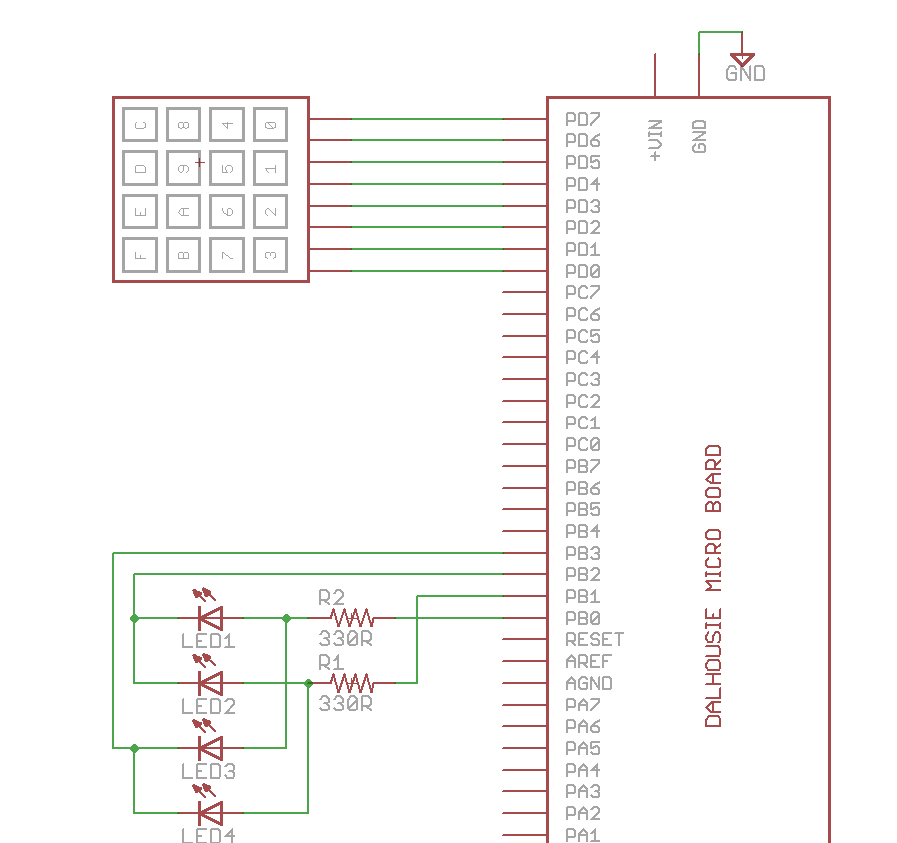 GND
C 8 4 0
D 9 5 1
E A 6 2
F B 7 3
+VIN
GND
PD7
PD6
PD5
PD4
PD3
PD2
PD1
PD0
PC7
PC6
PC5
PC4
PC3
PC2
PC1
PC0
PB7
PB6
PB5
PB4
PB3
PB2
PB1
PB0
RESET
AREF
AGND
PA7
PA6
PA5
PA4
PA3
PA2
PA1
DALHOUSIE MICRO BOARD
LED1
R2
330R
LED2
R1
330R
LED3
LED4